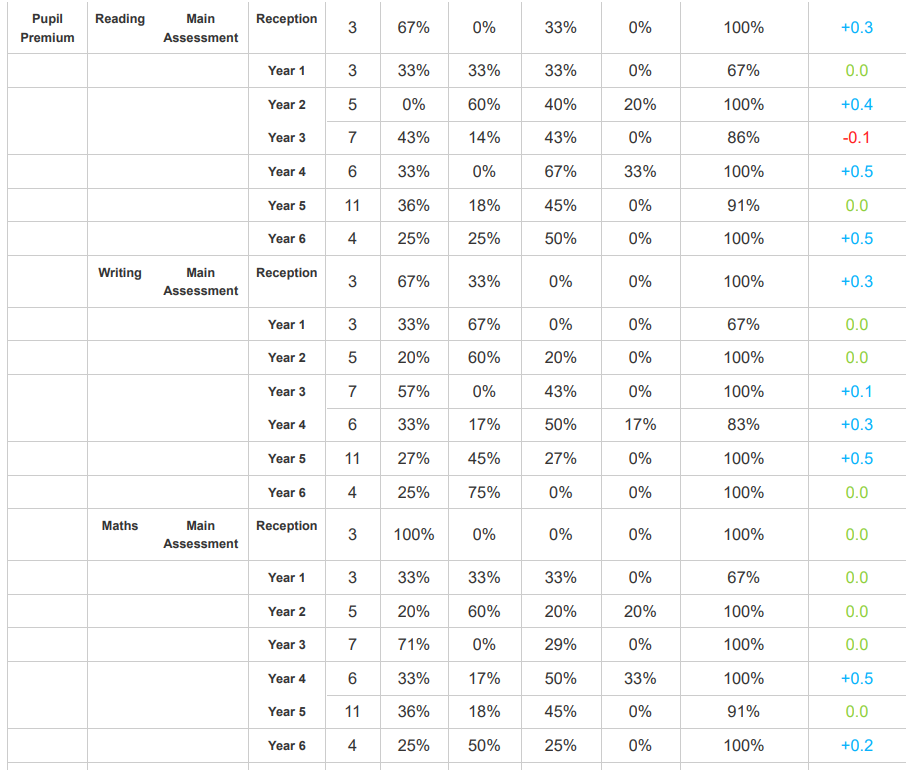 Pupil Premium Reading Main Assessment Reception 3 67% 0% 33% 0% 100% +0.3
Year 1 3 33% 33% 33% 0% 67% 0.0
Year 2 5 0% 60% 40% 20% 100% +0.4
Year 3 7 43% 14% 43% 0% 86% -0.1
Year 4 6 33% 0% 67% 33% 100% +0.5
Year 5 11 36% 18% 45% 0% 91% 0.0
Year 6 4 25% 25% 50% 0% 100% +0.5
Writing Main Assessment Reception 3 67% 33% 0% 0% 100% +0.3
Year 1 3 33% 67% 0% 0% 67% 0.0
Year 2 5 20% 60% 20% 0% 100% 0.0
Year 3 7 57% 0% 43% 0% 100% +0.1
Year 4 6 33% 17% 50% 17% 83% +0.3
Year 5 11 27% 45% 27% 0% 100% +0.5
Year 6 4 25% 75% 0% 0% 100% 0.0
Maths Main Assessment Reception 3 100% 0% 0% 0% 100% 0.0
Year 1 3 33% 33% 33% 0% 67% 0.0
Year 2 5 20% 60% 20% 20% 100% 0.0
Year 3 7 71% 0% 29% 0% 100% 0.0
Year 4 6 33% 17% 50% 33% 100% +0.5
Year 5 11 36% 18% 45% 0% 91% 0.0
Year 6 4 25% 50% 25% 0% 100% +0.2